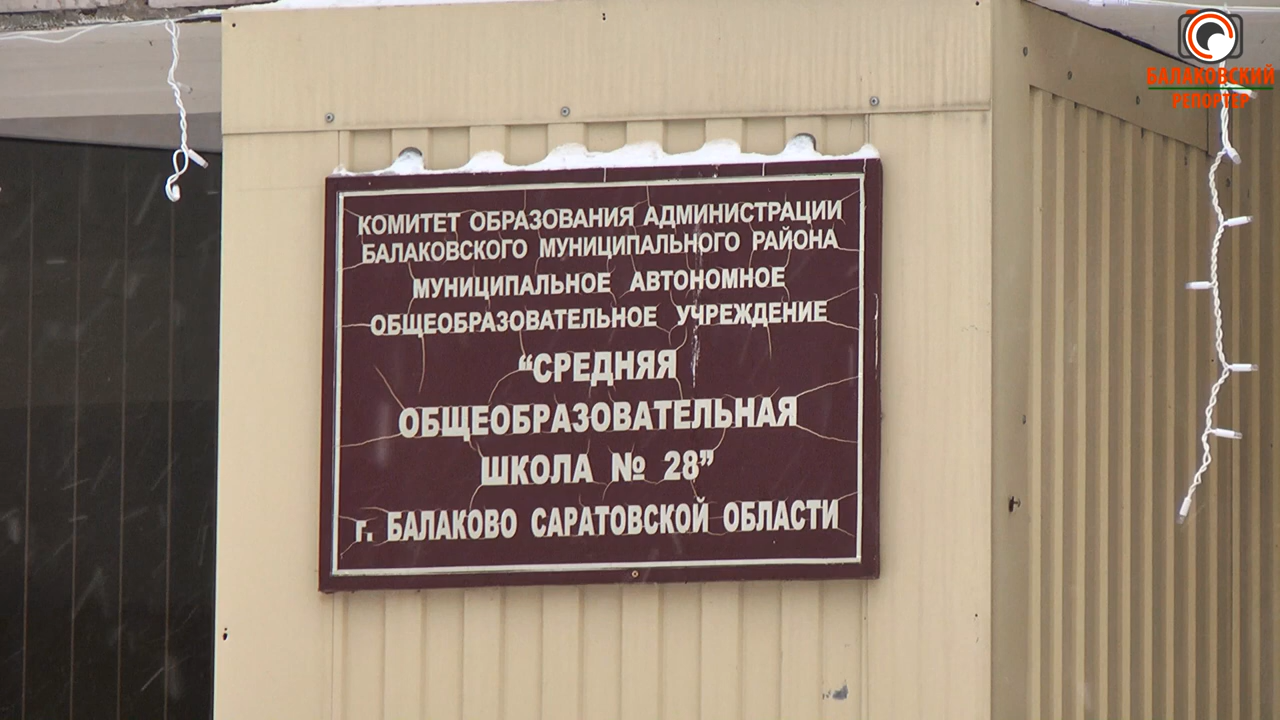 БАЛАКОВСКИЙ
РЕПОРТЕР
КОМИТЕТ ОБРАЗОВАНИЯ АДМИНИСТРАЦИИ
БАЛАКОВСКОГО МУНИЦИПАЛЬНОГО РАЙОНА
МУНИЦИПАЛЬНОЕ АВТОНОМНОЕ
ОБЩЕОБРАЗОВАТЕЛЬНОЕ УЧРЕЖДЕНИЕ
“СРЕДНЯЯ
ОБЩЕОБРАЗОВАТЕЛЬНАЯ
ШКОЛА № 28”
г. БАЛАКОВО САРАТОВСКОЙ ОБЛАСТИ